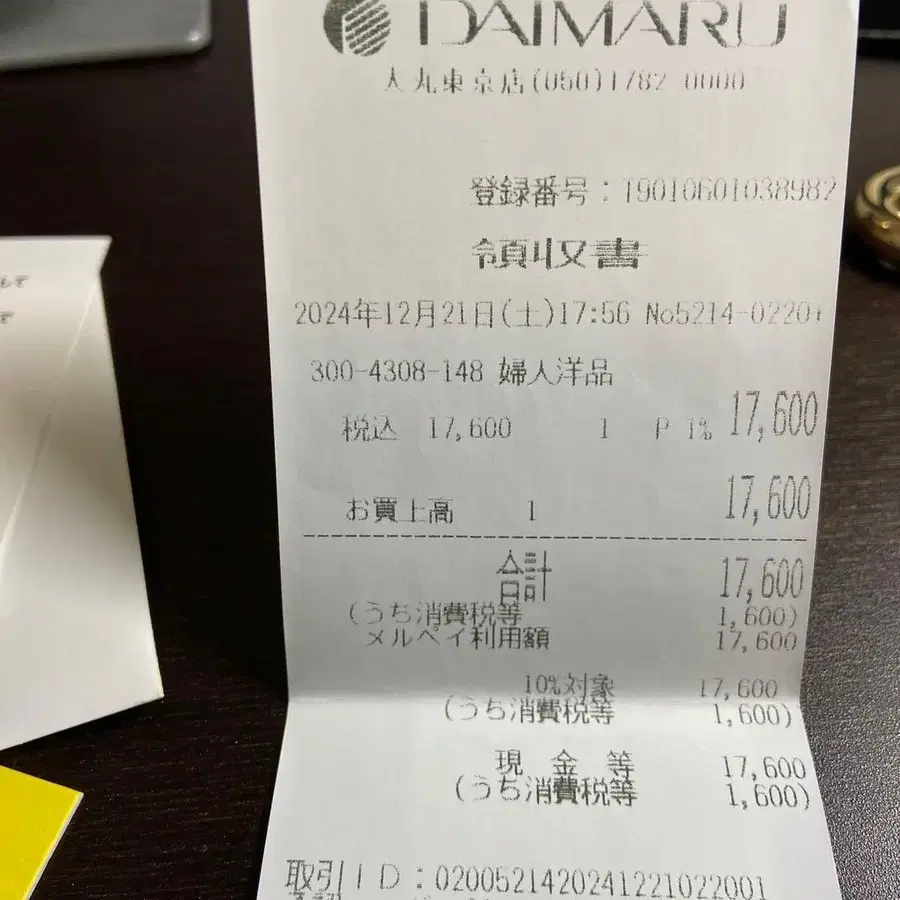 DAIMARU
大丸東京店(050)1782-0000
登録番号:T9010601038982
領収書
2024年12月21日(土)17:56 No5214-0220
300-4308-148 婦人洋品
税込 17,600 1 P 1% 17,600
お買上高 1 17,600
合計 17,600
(うち消費税等 1,600)
メルペイ利用額 17,600
10%対象 17,600
(うち消費税等 1,600)
現金等 17,600
(うち消費税等 1,600)
取引ID:0200521420241221022001